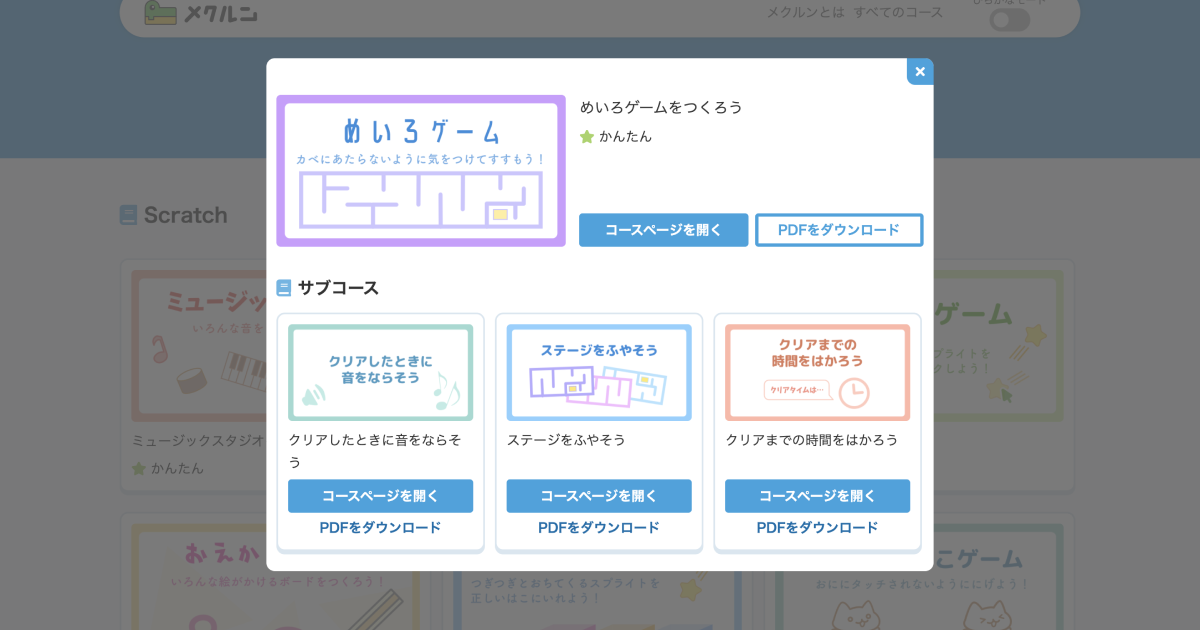 メクルン
メクルンとは すべてのコース
ひらがなモード
めいろゲーム
カベにあたらないように気をつけてすすもう！
めいろゲームをつくろう
かんたん
コースページを開く
PDFをダウンロード
Scratch
サブコース
クリアしたときに
音をならそう
クリアしたときに音をならそ
う
コースページを開く
PDFをダウンロード
ステージをふやそう
ステージをふやそう
コースページを開く
PDFをダウンロード
クリアまでの
時間をはかろう
クリアタイムは…
クリアまでの時間をはかろう
コースページを開く
PDFをダウンロード
ミュージッ
いろんな音を
ミュージックスタジオ
かんたん
ゲーム
プライトを
クしよう！
おえか
いろんな絵がかけるボードをつくろう！
つぎつぎとおちてくるスプライトを
正しいはこにいれよう！
こゲーム
おににタッチされないようににげよう！